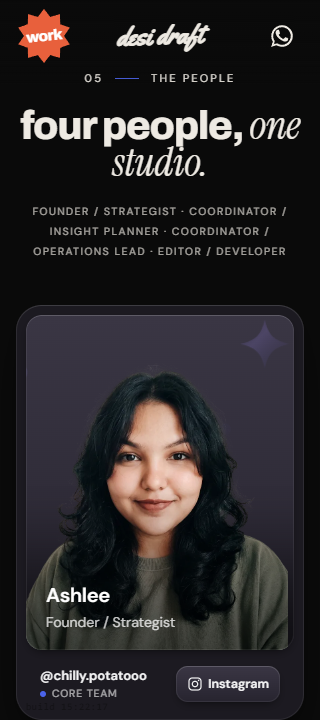 work
desi draft
05 — THE PEOPLE
four people, one
studio.
FOUNDER / STRATEGIST · COORDINATOR /
INSIGHT PLANNER · COORDINATOR /
OPERATIONS LEAD · EDITOR / DEVELOPER
Ashlee
Founder / Strategist
@chilly.potatooo
Instagram
CORE TEAM